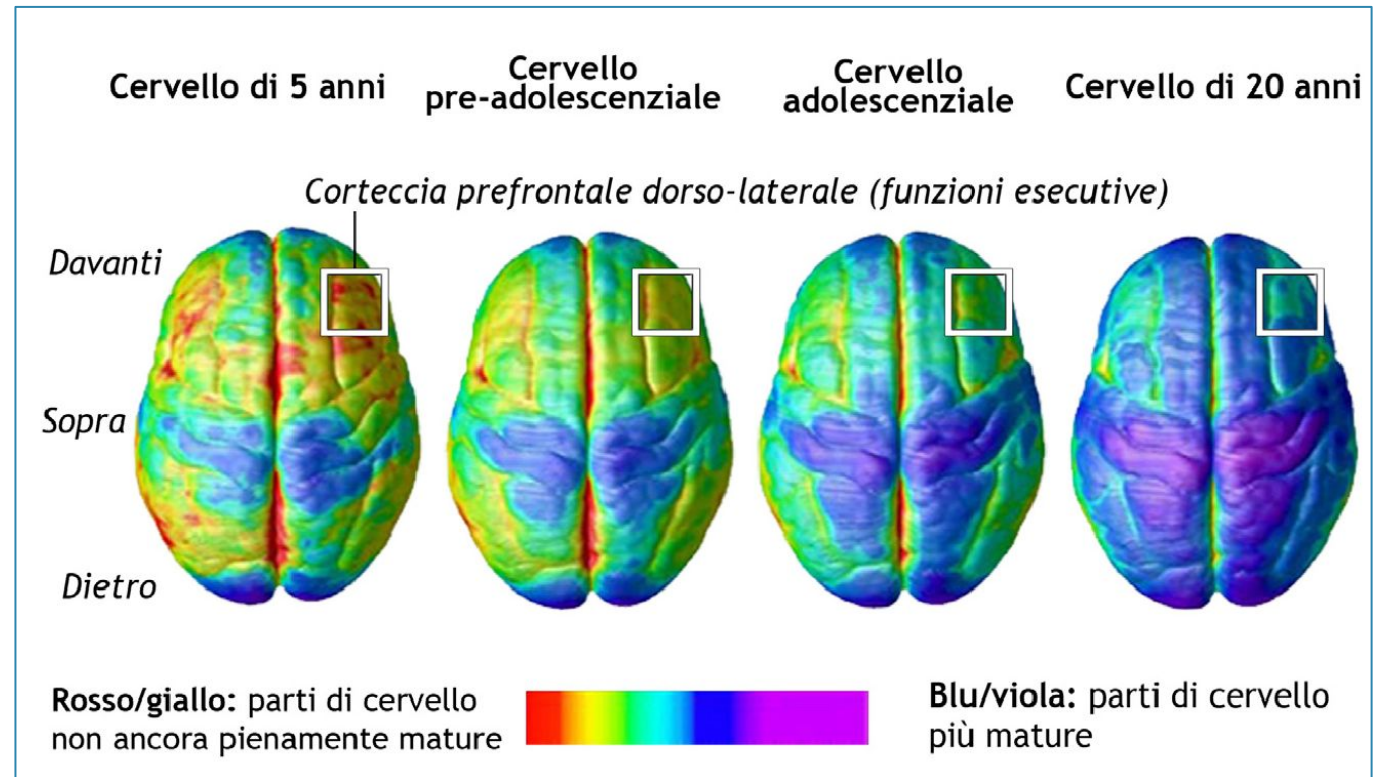 Cervello di 5 anni
Cervello
pre-adolescenziale
Cervello
adolescenziale
Cervello di 20 anni
Corteccia prefrontale dorso-laterale (funzioni esecutive)
Davanti
Sopra
Dietro
Rosso/giallo: parti di cervello
non ancora pienamente mature
Blu/viola: parti di cervello
più mature